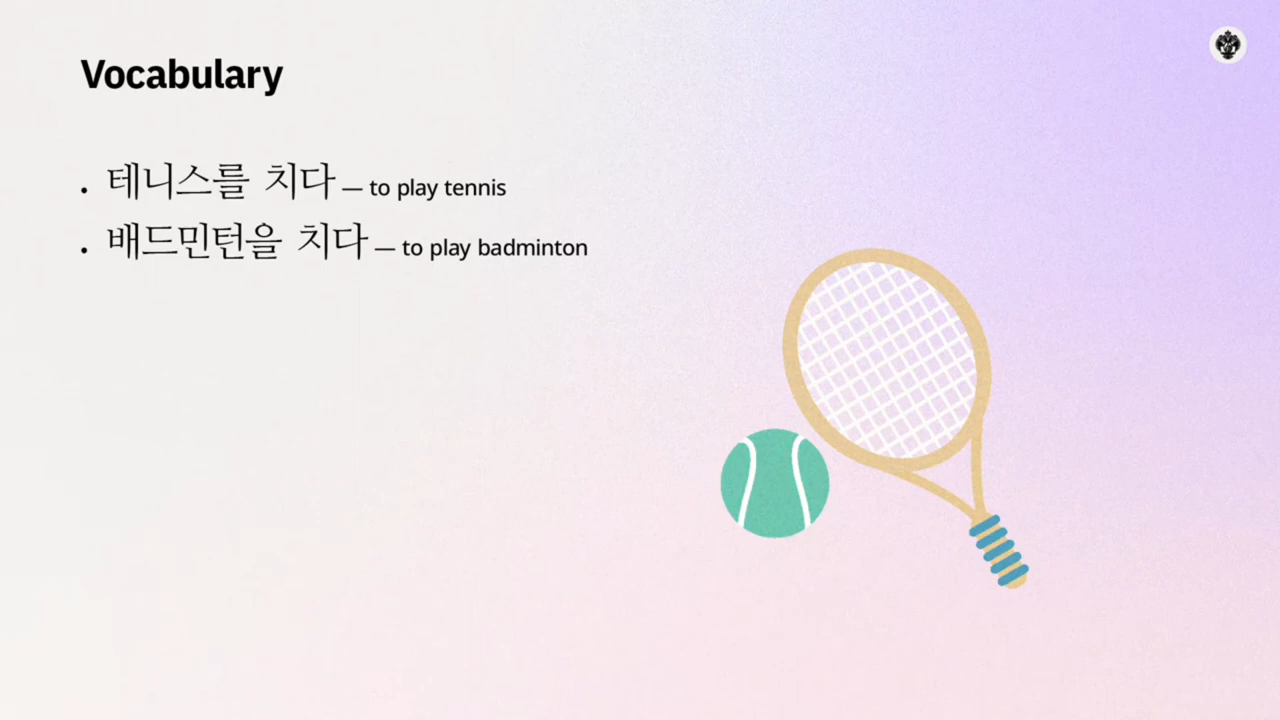 Vocabulary
• 테니스를 치다 — to play tennis
• 배드민턴을 치다 — to play badminton